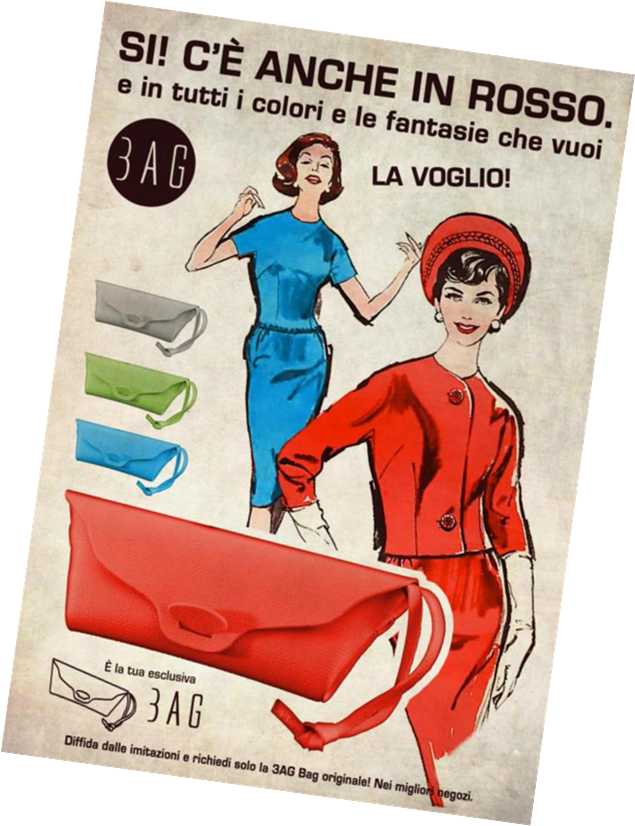 SI! C'È ANCHE IN ROSSO.
e in tutti i colori e le fantasie che vuoi
3AG
LA VOGLIO!
È la tua esclusiva
3AG
Diffida dalle imitazioni e richiedi solo la 3AG Bag originale! Nei migliori negozi.